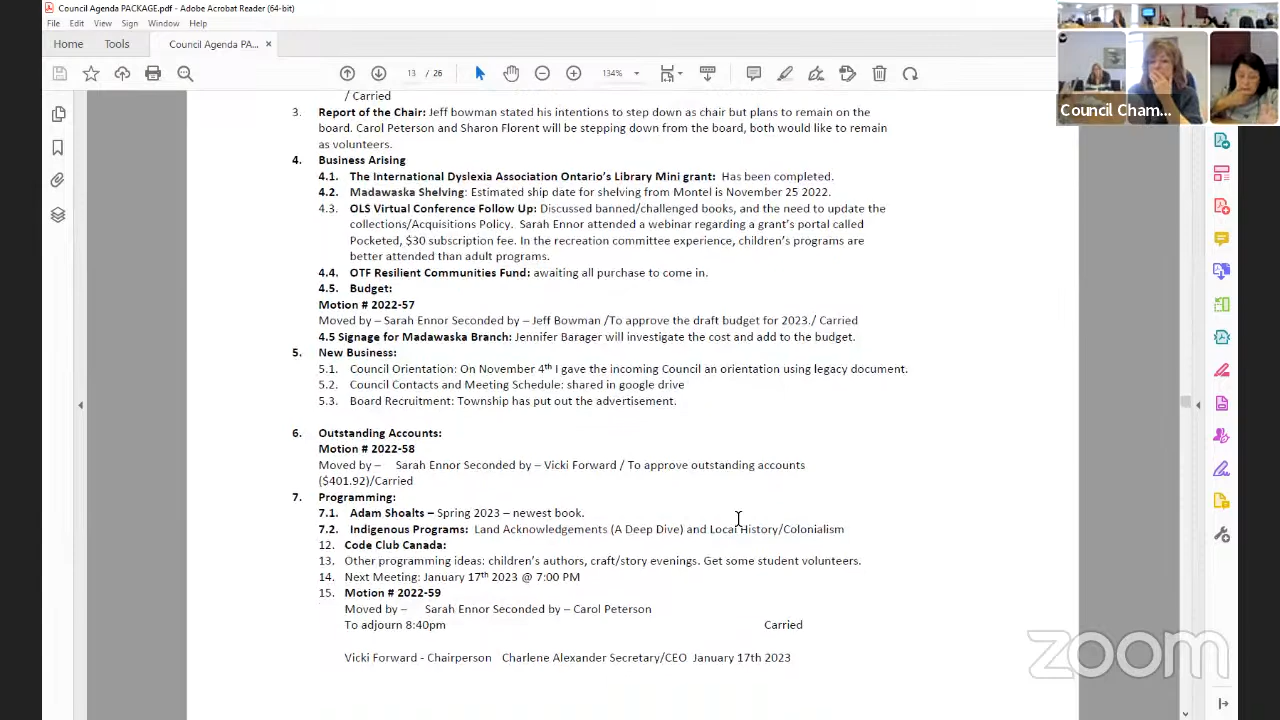 Council Agenda PACKAGE.pdf - Adobe Acrobat Reader (64-bit)
File Edit View Sign Window Help
Home Tools Council Agenda PA... ×
13 / 26 134%
Council Cham...
/ Carried
3. Report of the Chair: Jeff Bowman stated his intentions to step down as chair but plans to remain on the
board. Carol Peterson and Sharon Florent will be stepping down from the board, both would like to remain
as volunteers.
4. Business Arising
4.1. The International Dyslexia Association Ontario's Library Mini grant: Has been completed.
4.2. Madawaska Shelving: Estimated ship date for shelving from Montel is November 25 2022.
4.3. OLS Virtual Conference Follow Up: Discussed banned/challenged books, and the need to update the
collections/Acquisitions Policy. Sarah Ennor attended a webinar regarding a grant's portal called
Pocketed, $30 subscription fee. In the recreation committee experience, children's programs are
better attended than adult programs.
4.4. OTF Resilient Communities Fund: awaiting all purchase to come in.
4.5. Budget:
Motion # 2022-57
Moved by – Sarah Ennor Seconded by – Jeff Bowman /To approve the draft budget for 2023./ Carried
4.5 Signage for Madawaska Branch: Jennifer Barager will investigate the cost and add to the budget.
5. New Business:
5.1. Council Orientation: On November 4th I gave the incoming Council an orientation using legacy document.
5.2. Council Contacts and Meeting Schedule: shared in google drive
5.3. Board Recruitment: Township has put out the advertisement.
6. Outstanding Accounts:
Motion # 2022-58
Moved by – Sarah Ennor Seconded by – Vicki Forward / To approve outstanding accounts
($401.92)/Carried
7. Programming:
7.1. Adam Shoalts – Spring 2023 – newest book.
7.2. Indigenous Programs: Land Acknowledgements (A Deep Dive) and Local History/Colonialism
12. Code Club Canada:
13. Other programming ideas: children's authors, craft/story evenings. Get some student volunteers.
14. Next Meeting: January 17th 2023 @ 7:00 PM
15. Motion # 2022-59
Moved by – Sarah Ennor Seconded by – Carol Peterson
To adjourn 8:40pm Carried
Vicki Forward - Chairperson Charlene Alexander Secretary/CEO January 17th 2023
zoom